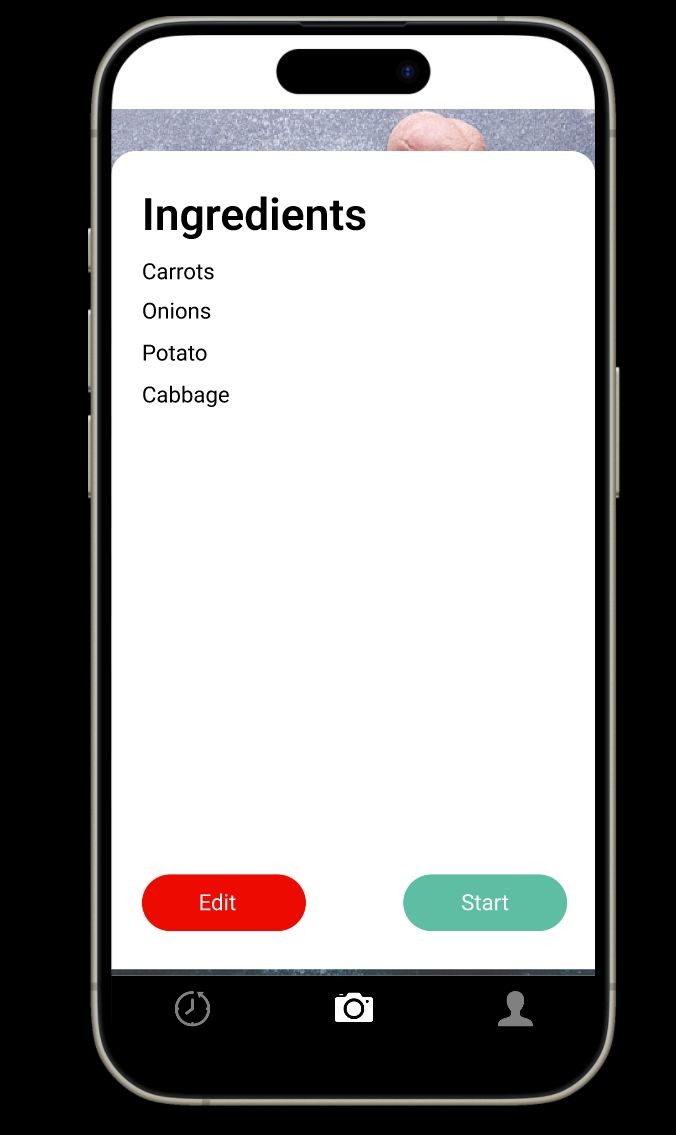 Ingredients
Carrots
Onions
Potato
Cabbage
Edit
Start